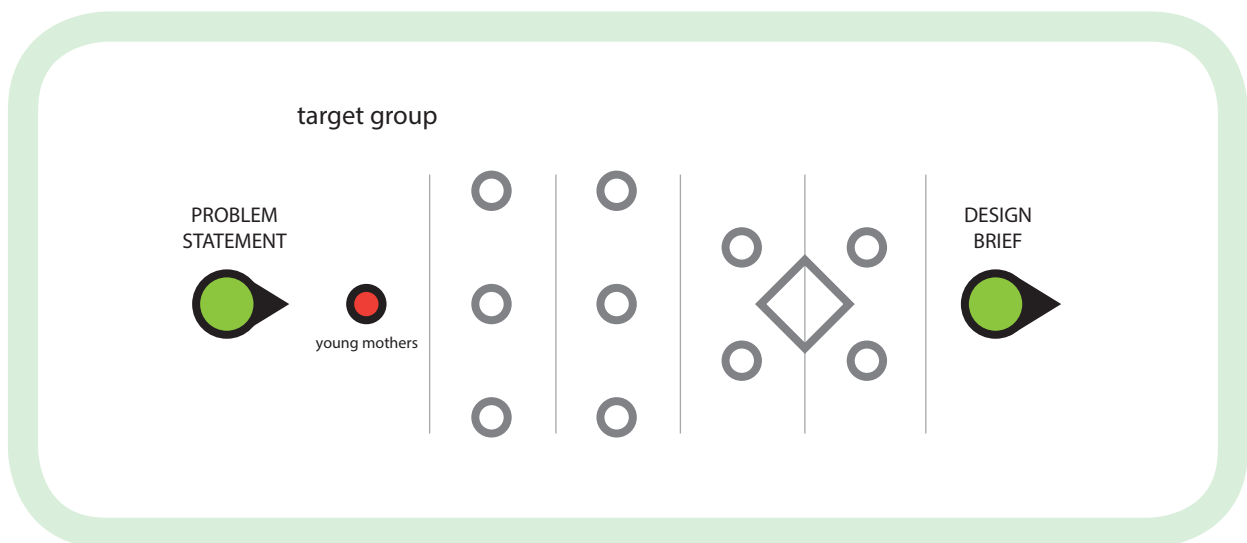 target group
PROBLEM
STATEMENT
young mothers
DESIGN
BRIEF